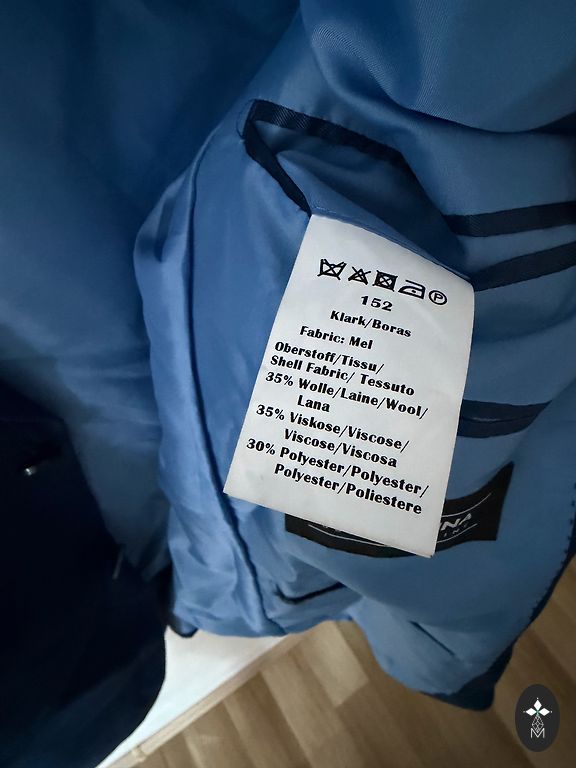 152
Klark/Boras
Fabric: Mel
Oberstoff/Tissu/
Shell Fabric/ Tessuto
35% Wolle/Laine/Wool/
Lana
35% Viskose/Viscose/
Viscose/Viscosa
30% Polyester/Polyester/
Polyester/Poliestere
M